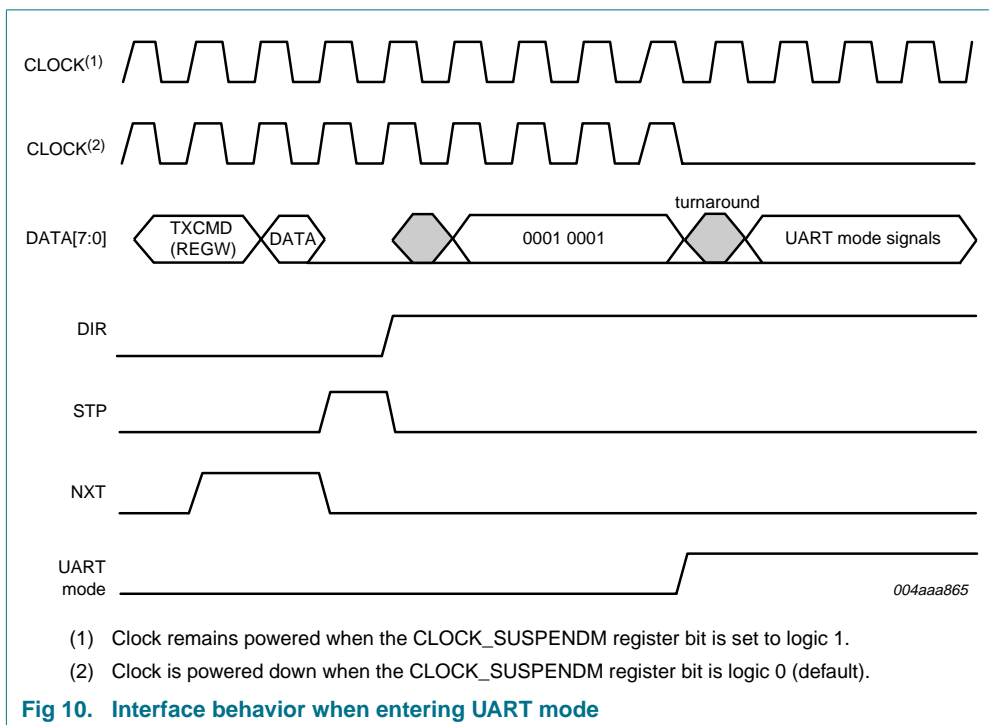 CLOCK(1)
CLOCK(2)
turnaround
DATA[7:0]
TXCMD
(REGW)
DATA
0001 0001
UART mode signals
DIR
STP
NXT
UART
mode
004aaa865
(1) Clock remains powered when the CLOCK_SUSPENDM register bit is set to logic 1.
(2) Clock is powered down when the CLOCK_SUSPENDM register bit is logic 0 (default).
Fig 10. Interface behavior when entering UART mode